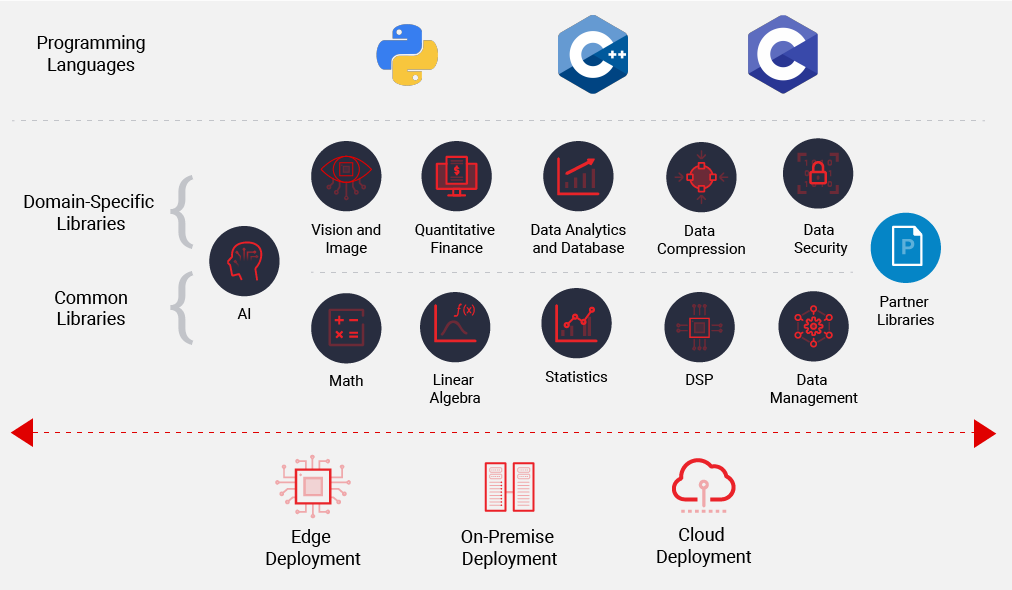 Programming
Languages
C++
C
Domain-Specific
Libraries
Vision and
Image
$
Quantitative
Finance
Data Analytics
and Database
Data
Compression
Data
Security
AI
P
Partner
Libraries
Common
Libraries
+ −
× =
Math
ƒ(x)
Linear
Algebra
Statistics
DSP
Data
Management
Edge
Deployment
On-Premise
Deployment
Cloud
Deployment